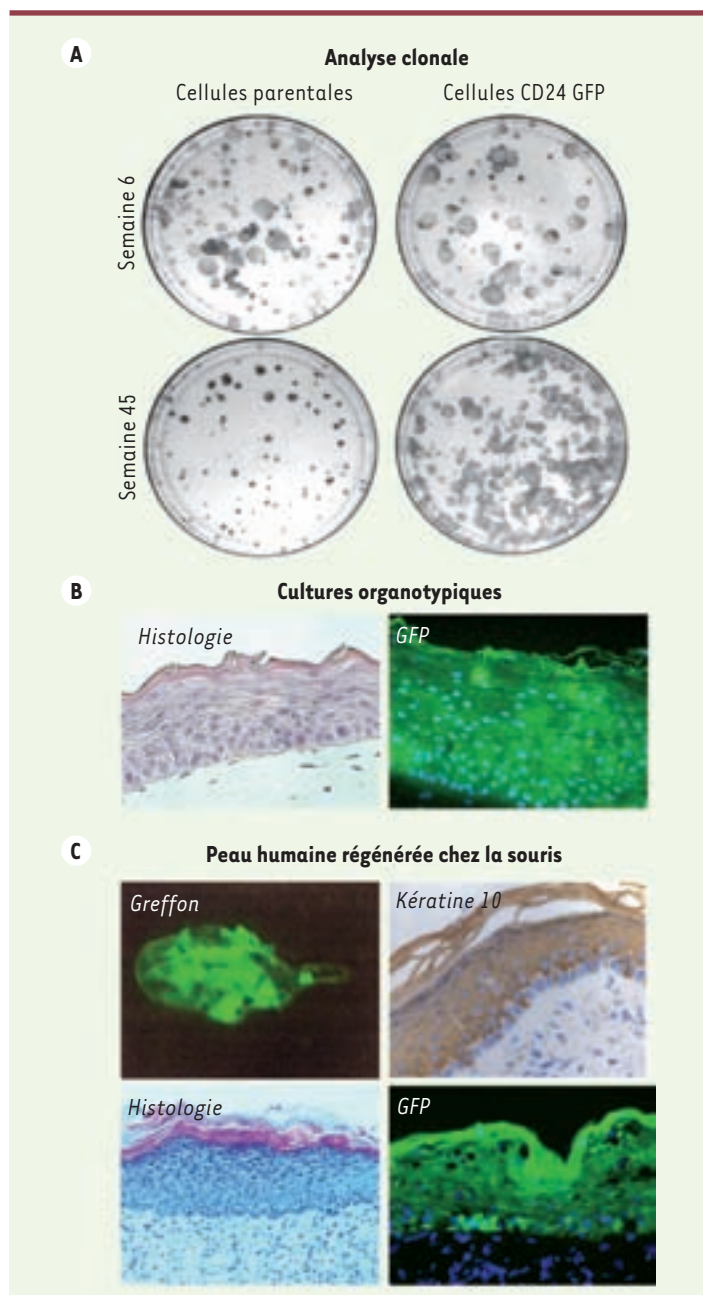 A
Analyse clonale
Cellules parentales
Cellules CD24 GFP
Semaine 6
Semaine 45
B
Cultures organotypiques
Histologie
GFP
C
Peau humaine régénérée chez la souris
Greffon
Kératine 10
Histologie
GFP